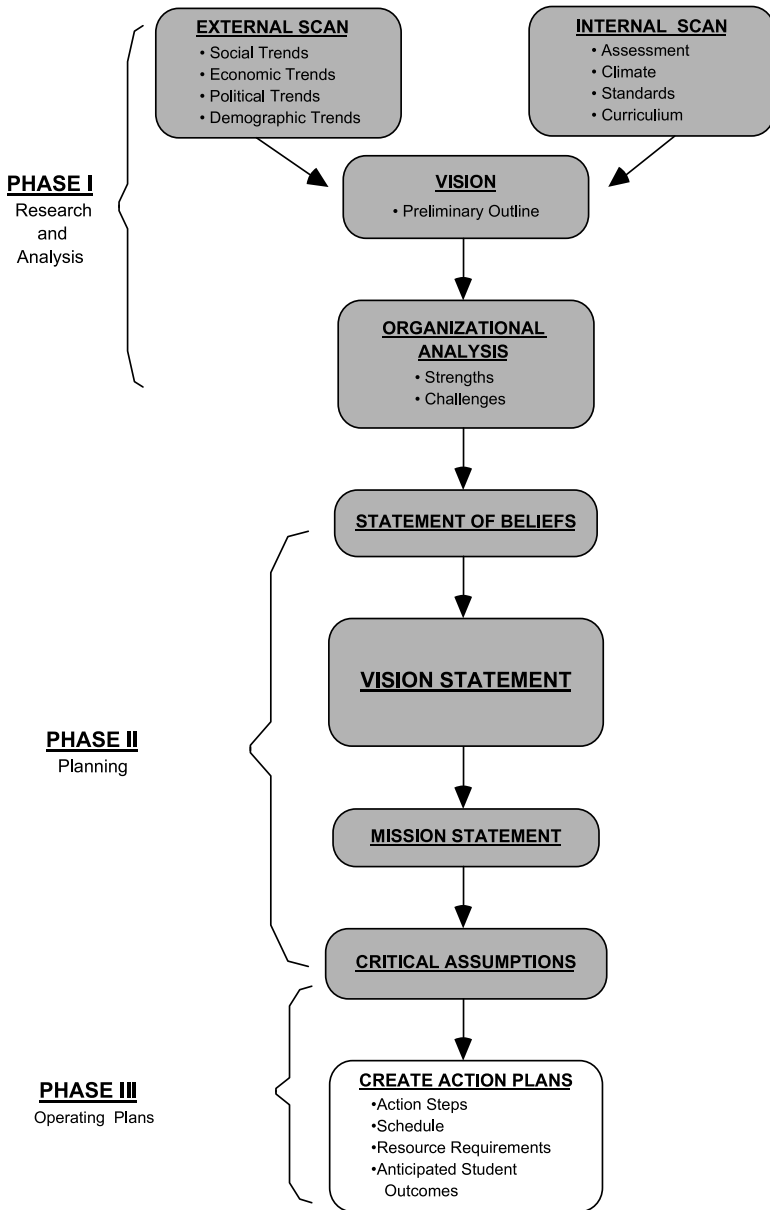 EXTERNAL SCAN
• Social Trends
• Economic Trends
• Political Trends
• Demographic Trends
INTERNAL SCAN
• Assessment
• Climate
• Standards
• Curriculium
PHASE I
Research
and
Analysis
VISION
• Preliminary Outline
ORGANIZATIONAL
ANALYSIS
• Strengths
• Challenges
STATEMENT OF BELIEFS
VISION STATEMENT
PHASE II
Planning
MISSION STATEMENT
CRITICAL ASSUMPTIONS
PHASE III
Operating Plans
CREATE ACTION PLANS
•Action Steps
•Schedule
•Resource Requirements
•Anticipated Student
Outcomes